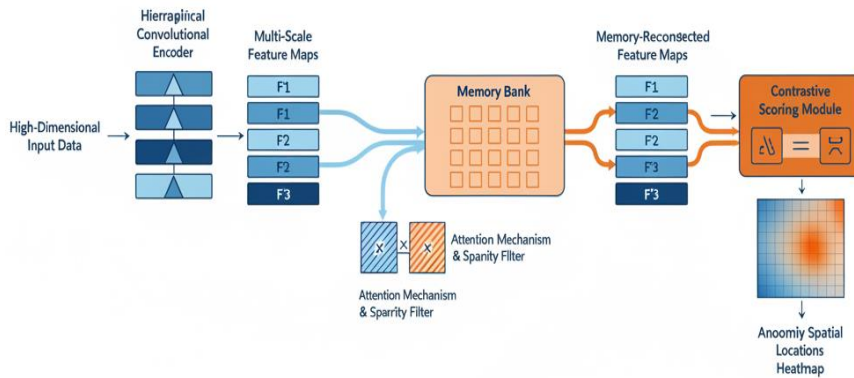 Hierrapiſical
Convolutional
Encoder
High-Dimensional
Input Data
Multi-Scale
Feature Maps
F1
F1
F2
F2
F3
Memory Bank
X
X
X
Attention Mechanism
& Spanity Filter
Attention Mechanism
& Sparrity Filter
Memory-Reconsected
Feature Maps
F1
F2
F2
F'3
F'3
Contrastive
Scoring Module
=
Anoomiy Spatial
Locations
Heatmap